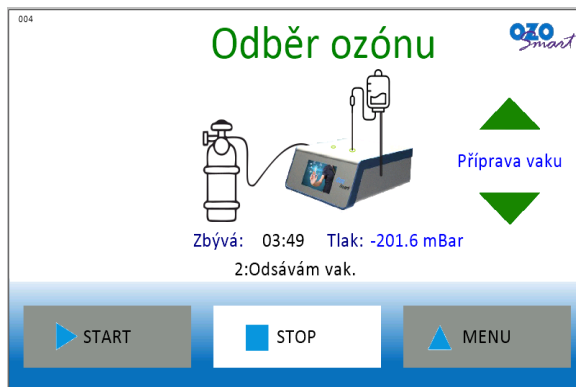 004
Odběr ozónu
OZO
Smart
Příprava vaku
Zbývá: 03:49 Tlak: -201.6 mBar
2:Odsávám vak.
START
STOP
MENU